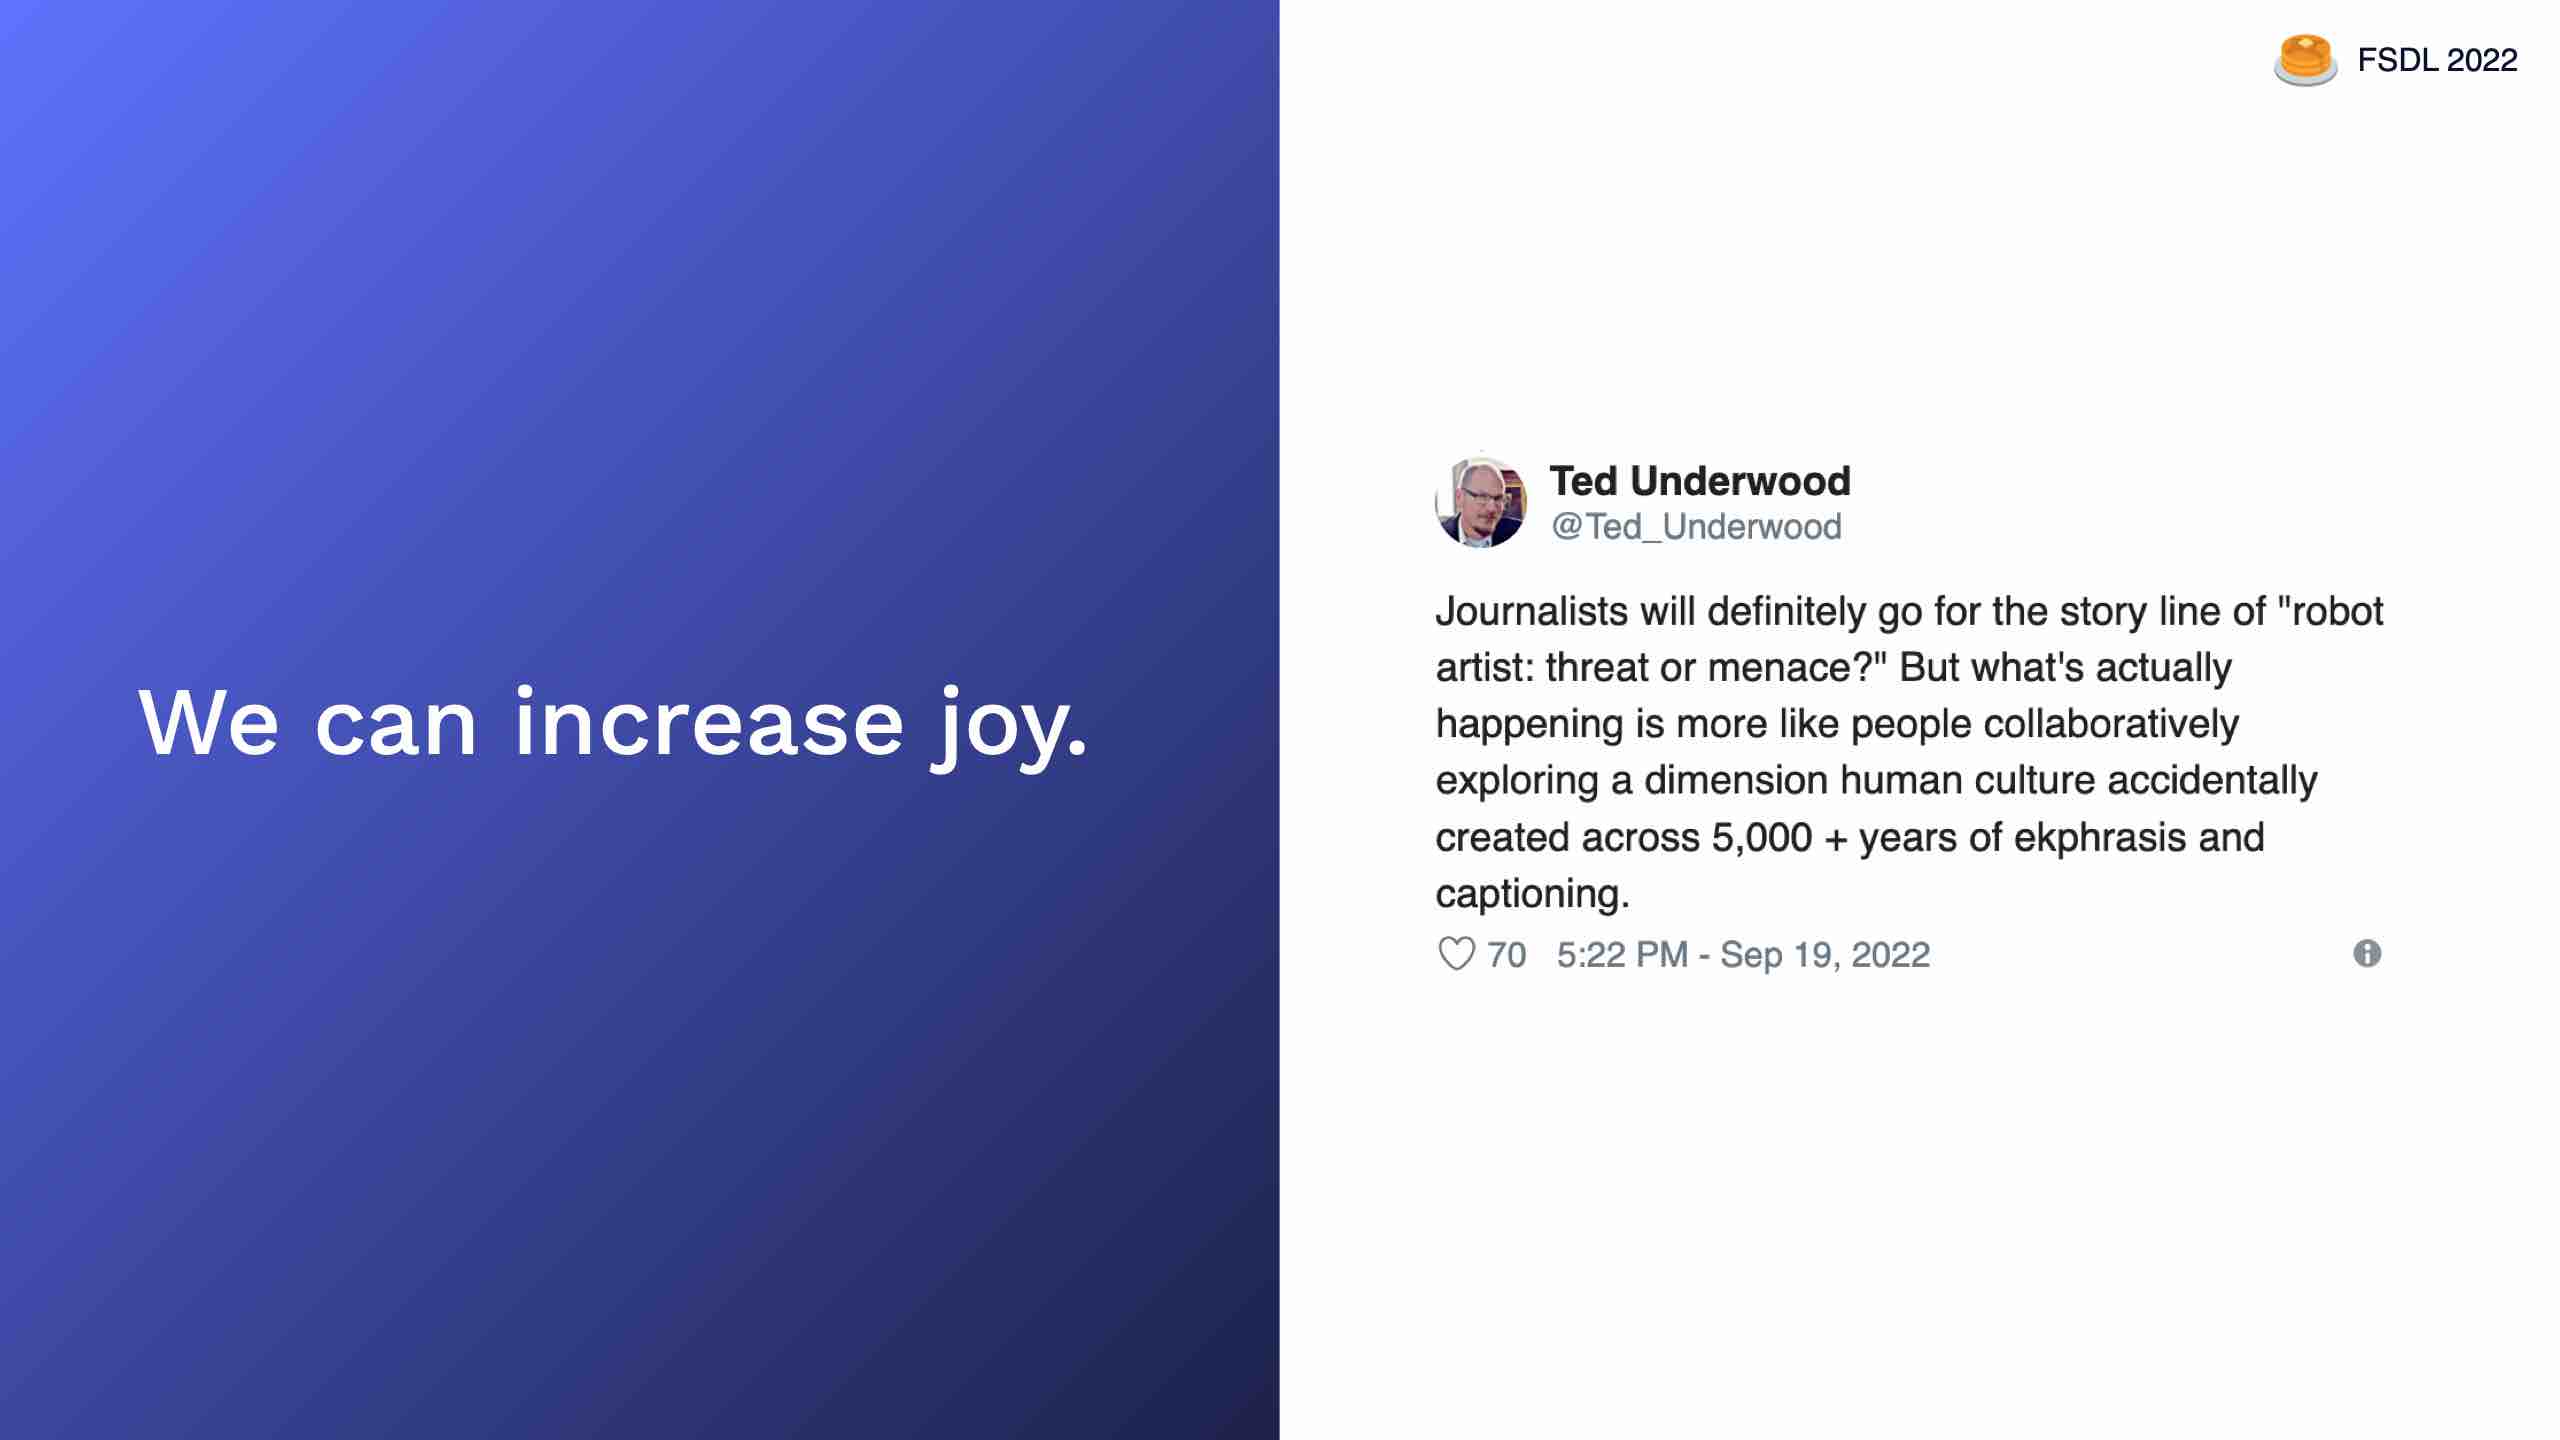 FSDL 2022
We can increase joy.
Ted Underwood
@Ted_Underwood
Journalists will definitely go for the story line of "robot
artist: threat or menace?" But what's actually
happening is more like people collaboratively
exploring a dimension human culture accidentally
created across 5,000 + years of ekphrasis and
captioning.
70 5:22 PM - Sep 19, 2022